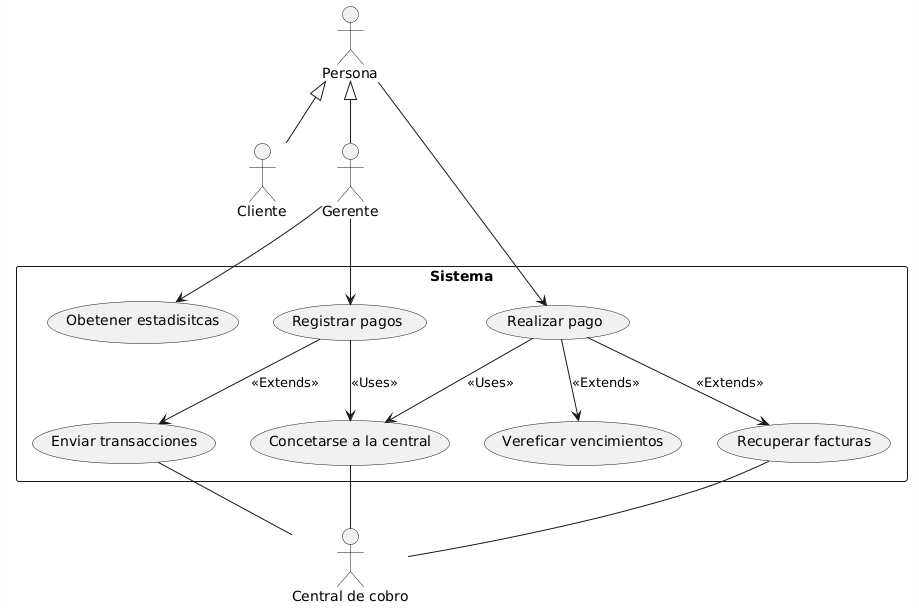 Persona
Cliente
Gerente
Sistema
Obetener estadisitcas
Registrar pagos
Realizar pago
«Extends»
«Uses»
«Uses»
«Extends»
«Extends»
Enviar transacciones
Concetarse a la central
Vereficar vencimientos
Recuperar facturas
Central de cobro